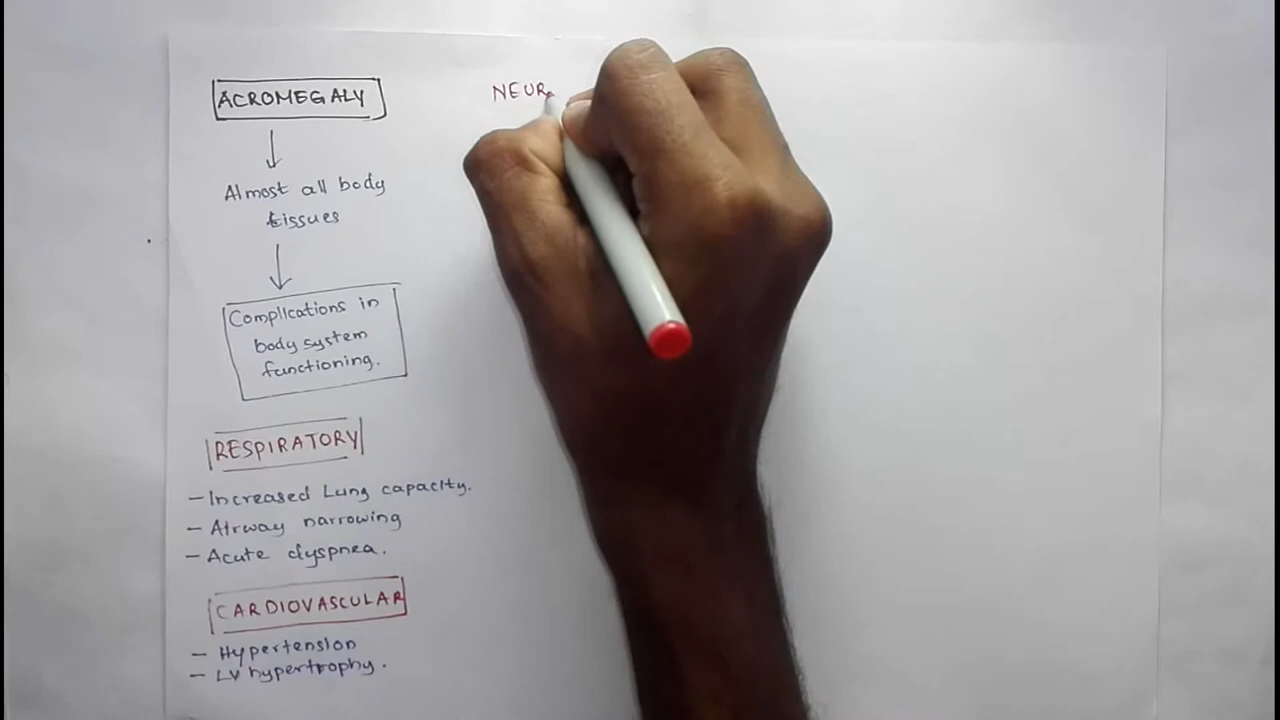 ACROMEGALY
Almost all body
tissues
Complications in
body system
functioning.
RESPIRATORY
- Increased Lung capacity.
- Airway narrowing
- Acute dyspnea.
CARDIOVASCULAR
- Hypertension
- LV hypertrophy.
NEUR